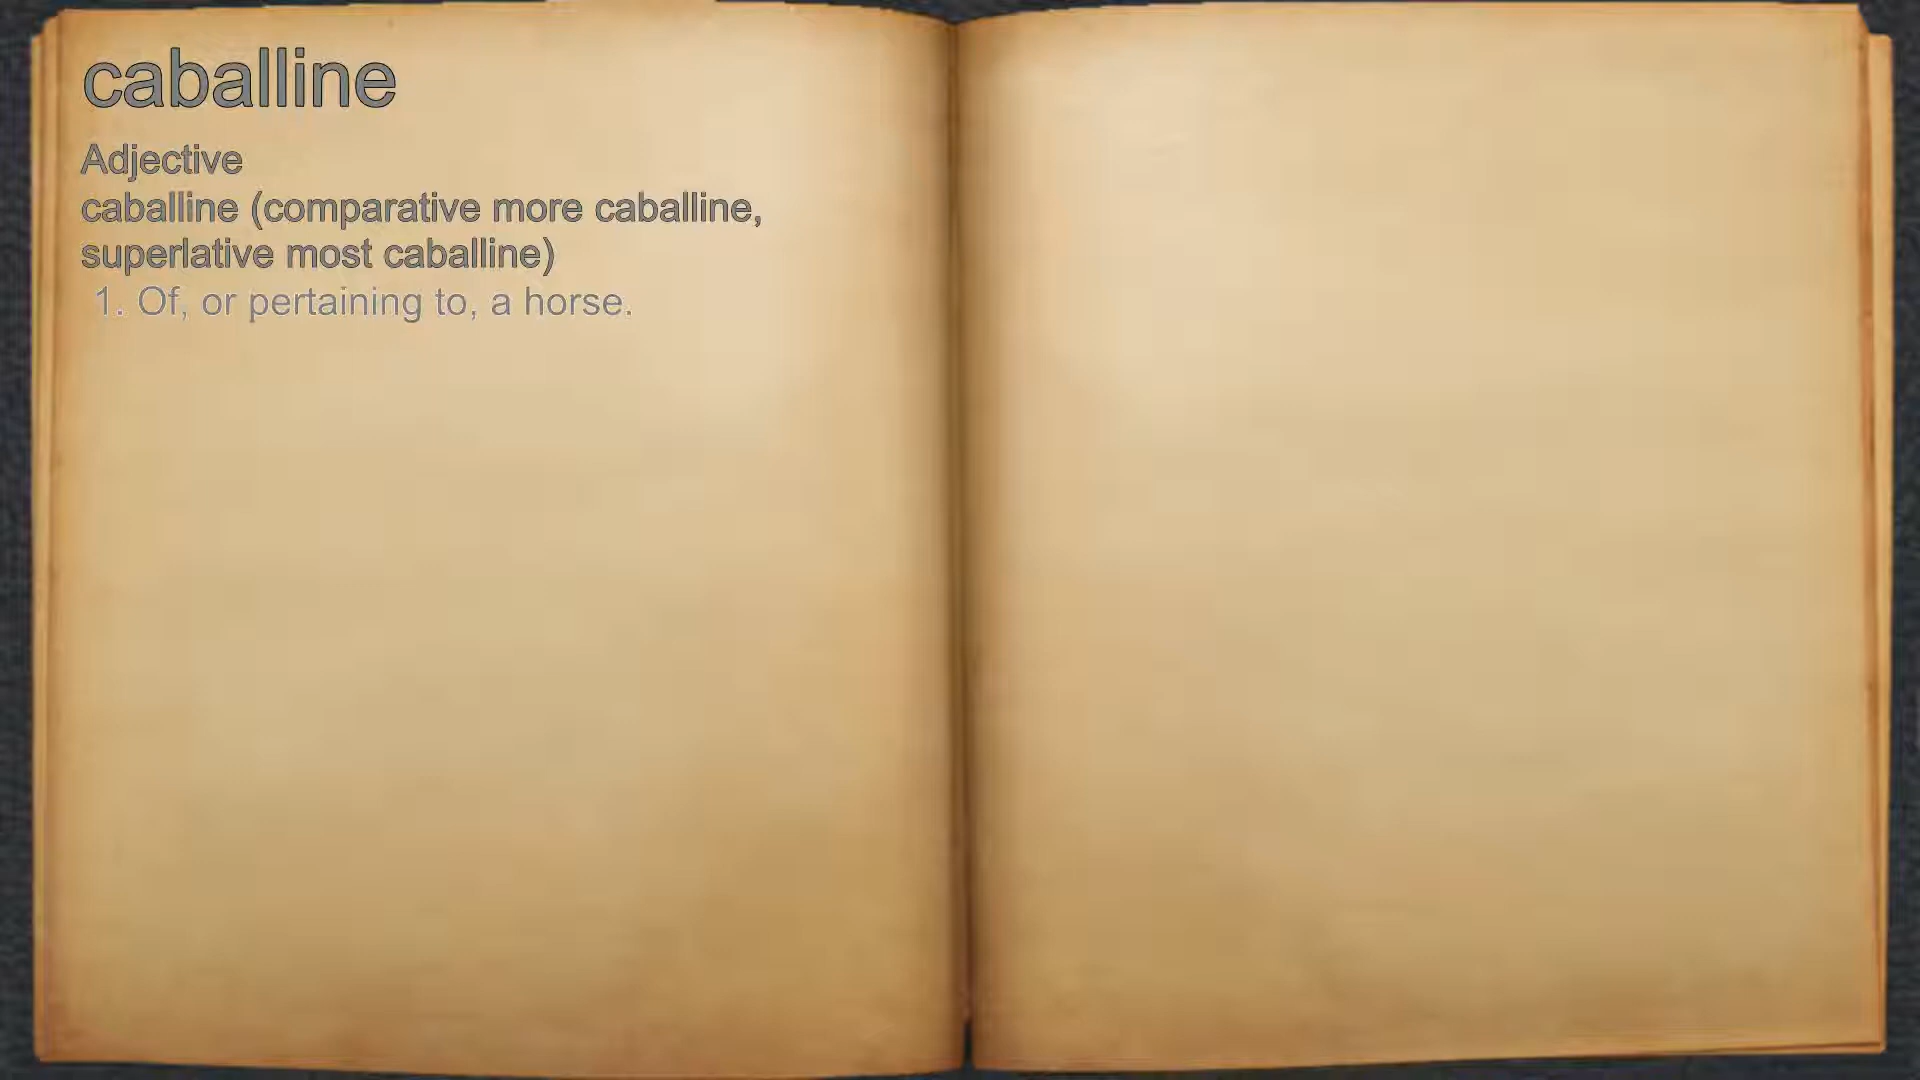 caballine
Adjective
caballine (comparative more caballine,
superlative most caballine)
1. Of, or pertaining to, a horse.